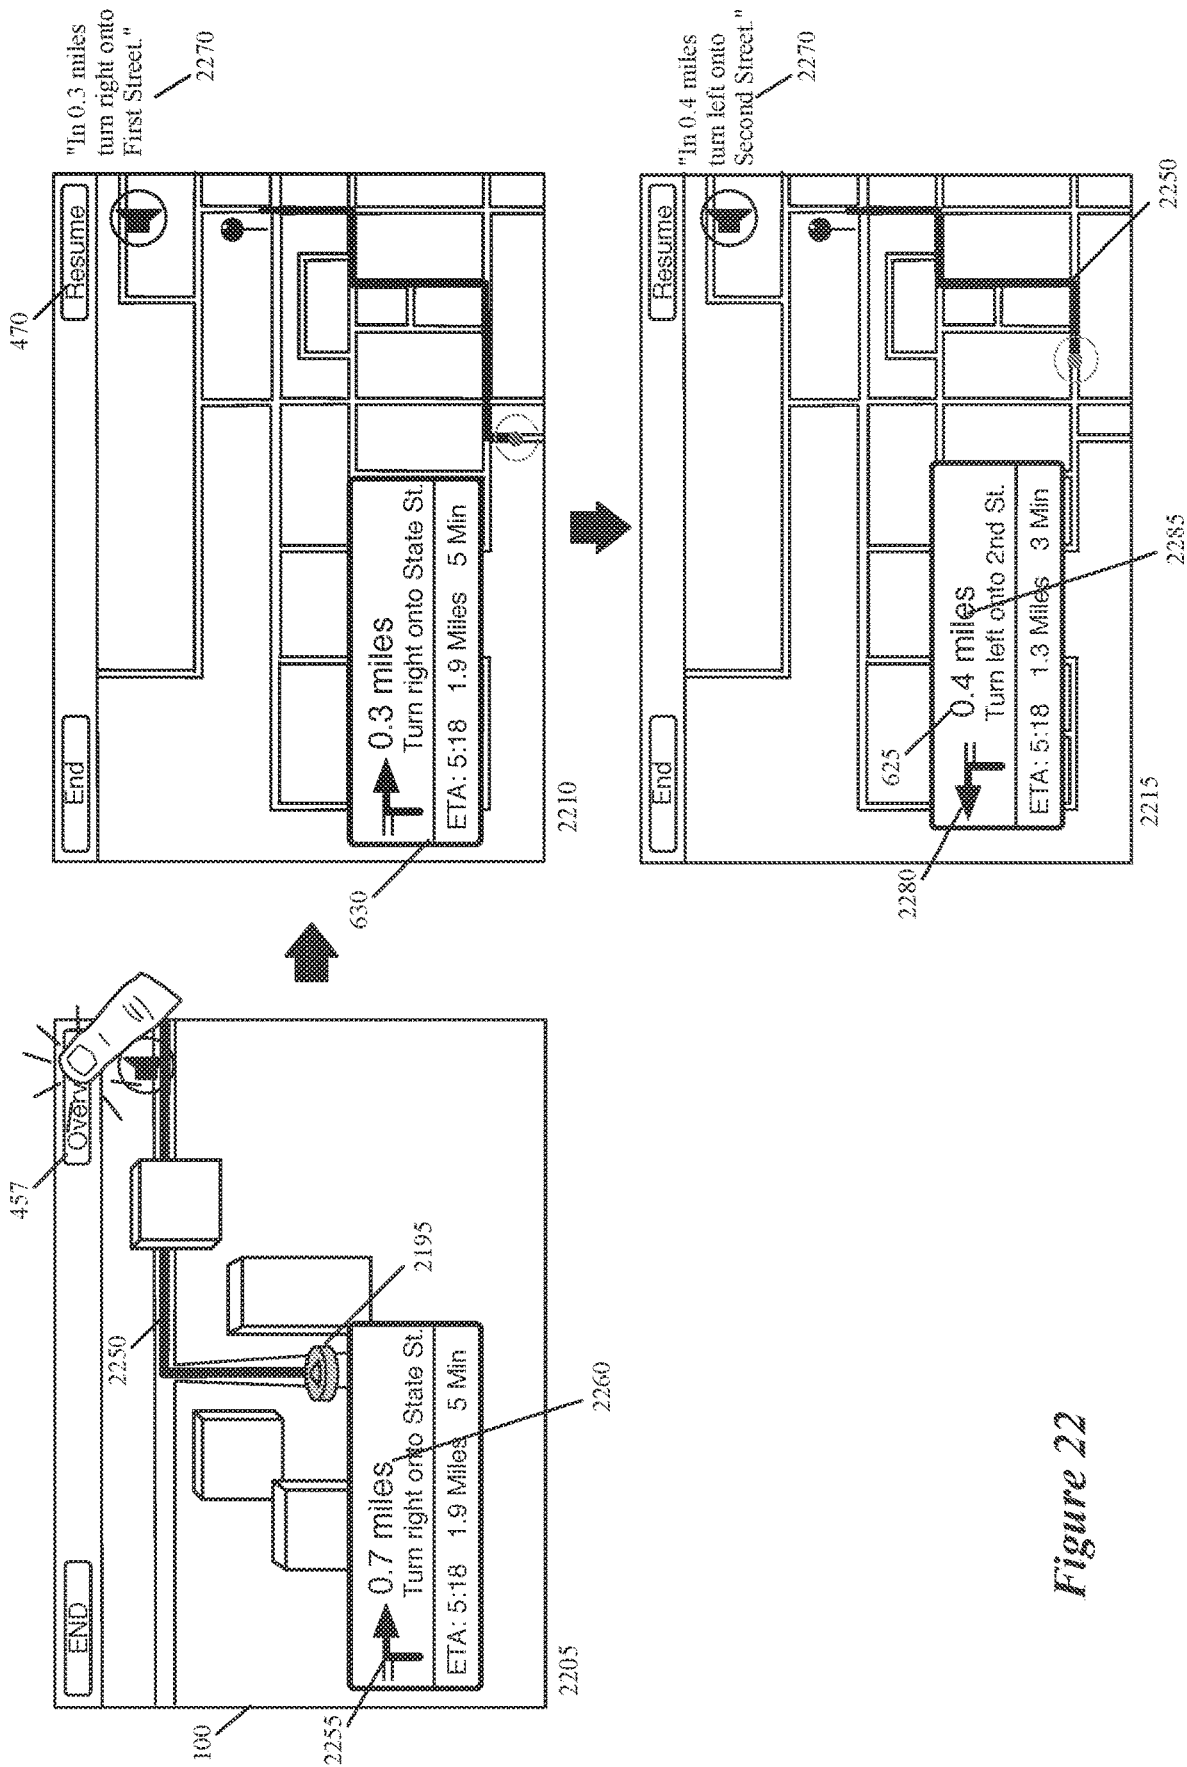 457
END
Overv
100
2250
2195
0.7 miles
Turn right onto State St.
ETA: 5:18 1.9 Miles 5 Min
2255
2260
2205
470
End
Resume
"In 0.3 miles
turn right onto
First Street."
2270
0.3 miles
Turn right onto State St.
ETA: 5:18 1.9 Miles 5 Min
630
2210
End
Resume
"In 0.4 miles
turn left onto
Second Street."
2270
625
0.4 miles
Turn left onto 2nd St.
ETA: 5:18 1.3 Miles 3 Min
2280
2250
2285
2215
Figure 22